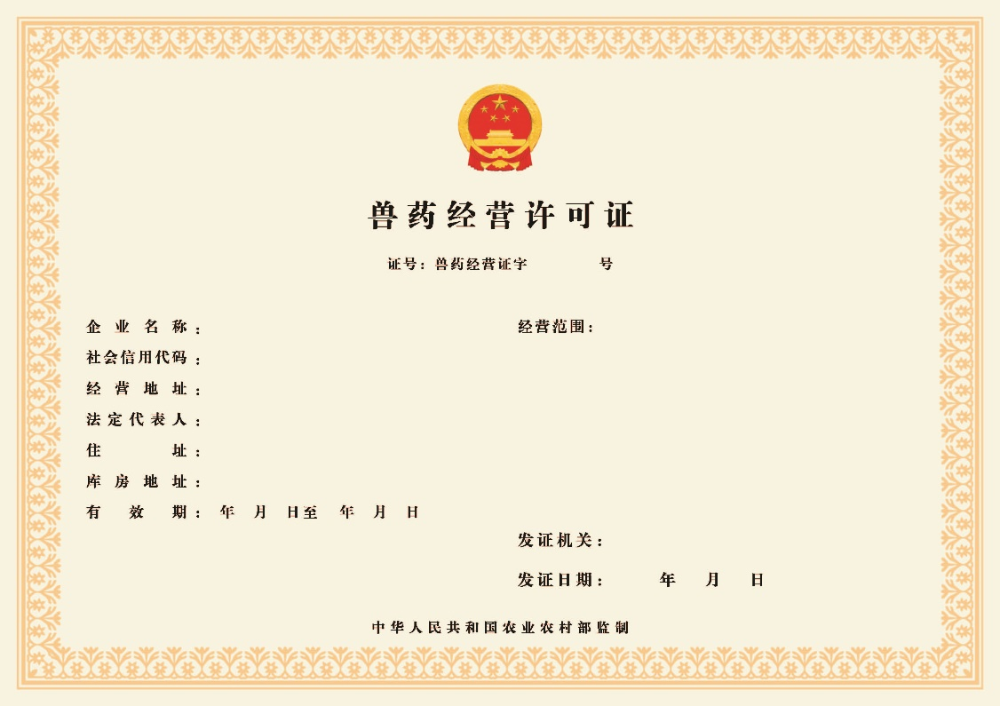 兽药经营许可证
证号：兽药经营证字 号
企业名称：
社会信用代码：
经营地址：
法定代表人：
住址：
库房地址：
有效期： 年 月 日至 年 月 日
经营范围：
发证机关：
发证日期： 年 月 日
中华人民共和国农业农村部监制